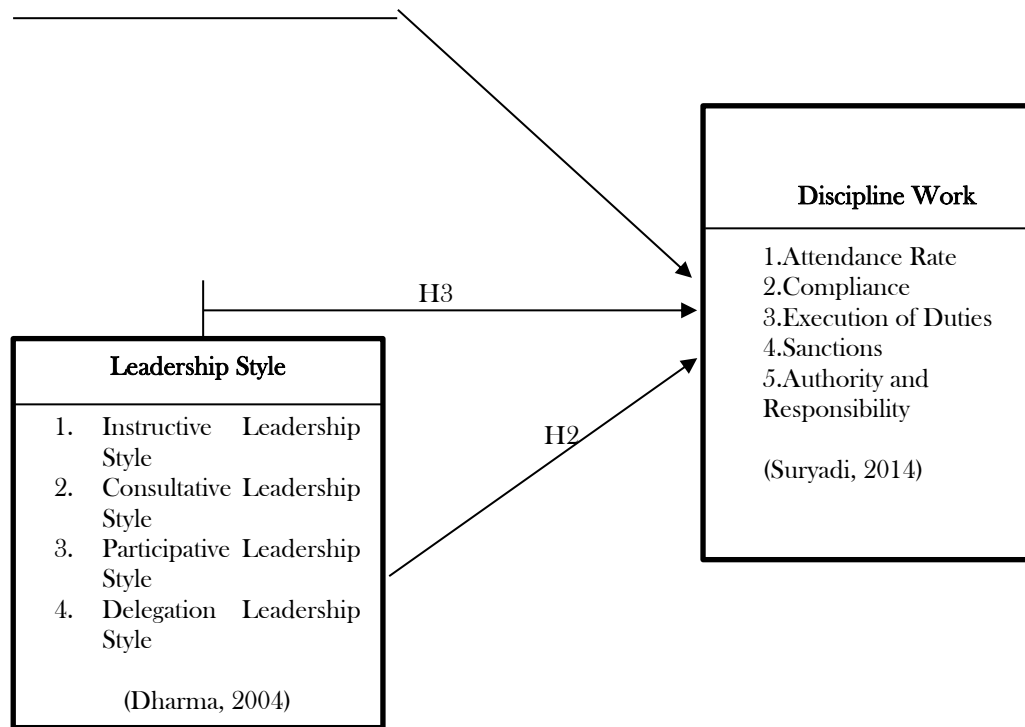 H3
Leadership Style
1. Instructive Leadership
Style
2. Consultative Leadership
Style
3. Participative Leadership
Style
4. Delegation Leadership
Style
(Dharma, 2004)
H2
Discipline Work
1.Attendance Rate
2.Compliance
3.Execution of Duties
4.Sanctions
5.Authority and
Responsibility
(Suryadi, 2014)